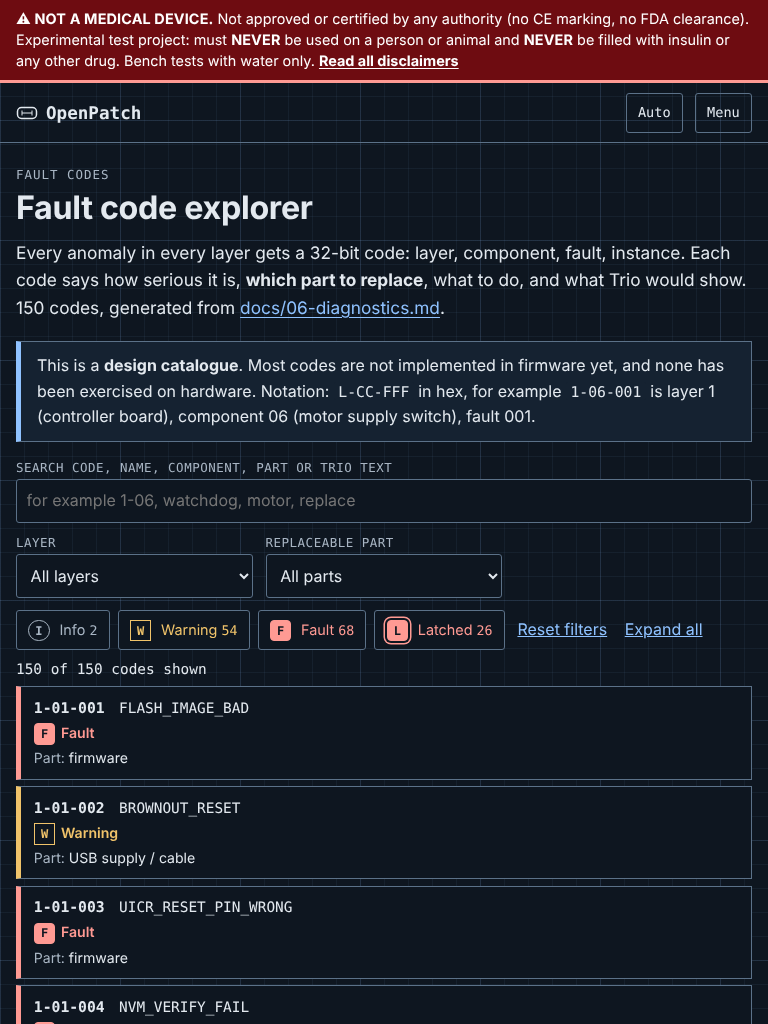 ⚠ NOT A MEDICAL DEVICE. Not approved or certified by any authority (no CE marking, no FDA clearance).
Experimental test project: must NEVER be used on a person or animal and NEVER be filled with insulin or
any other drug. Bench tests with water only. Read all disclaimers
OpenPatch
Auto
Menu
FAULT CODES
Fault code explorer
Every anomaly in every layer gets a 32-bit code: layer, component, fault, instance. Each
code says how serious it is, which part to replace, what to do, and what Trio would show.
150 codes, generated from docs/06-diagnostics.md.
This is a design catalogue. Most codes are not implemented in firmware yet, and none has
been exercised on hardware. Notation: L-CC-FFF in hex, for example 1-06-001 is layer 1
(controller board), component 06 (motor supply switch), fault 001.
SEARCH CODE, NAME, COMPONENT, PART OR TRIO TEXT
for example 1-06, watchdog, motor, replace
LAYER
REPLACEABLE PART
All layers
All parts
I Info 2
W Warning 54
F Fault 68
L Latched 26
Reset filters
Expand all
150 of 150 codes shown
1-01-001 FLASH_IMAGE_BAD
F Fault
Part: firmware
1-01-002 BROWNOUT_RESET
W Warning
Part: USB supply / cable
1-01-003 UICR_RESET_PIN_WRONG
F Fault
Part: firmware
1-01-004 NVM_VERIFY_FAIL